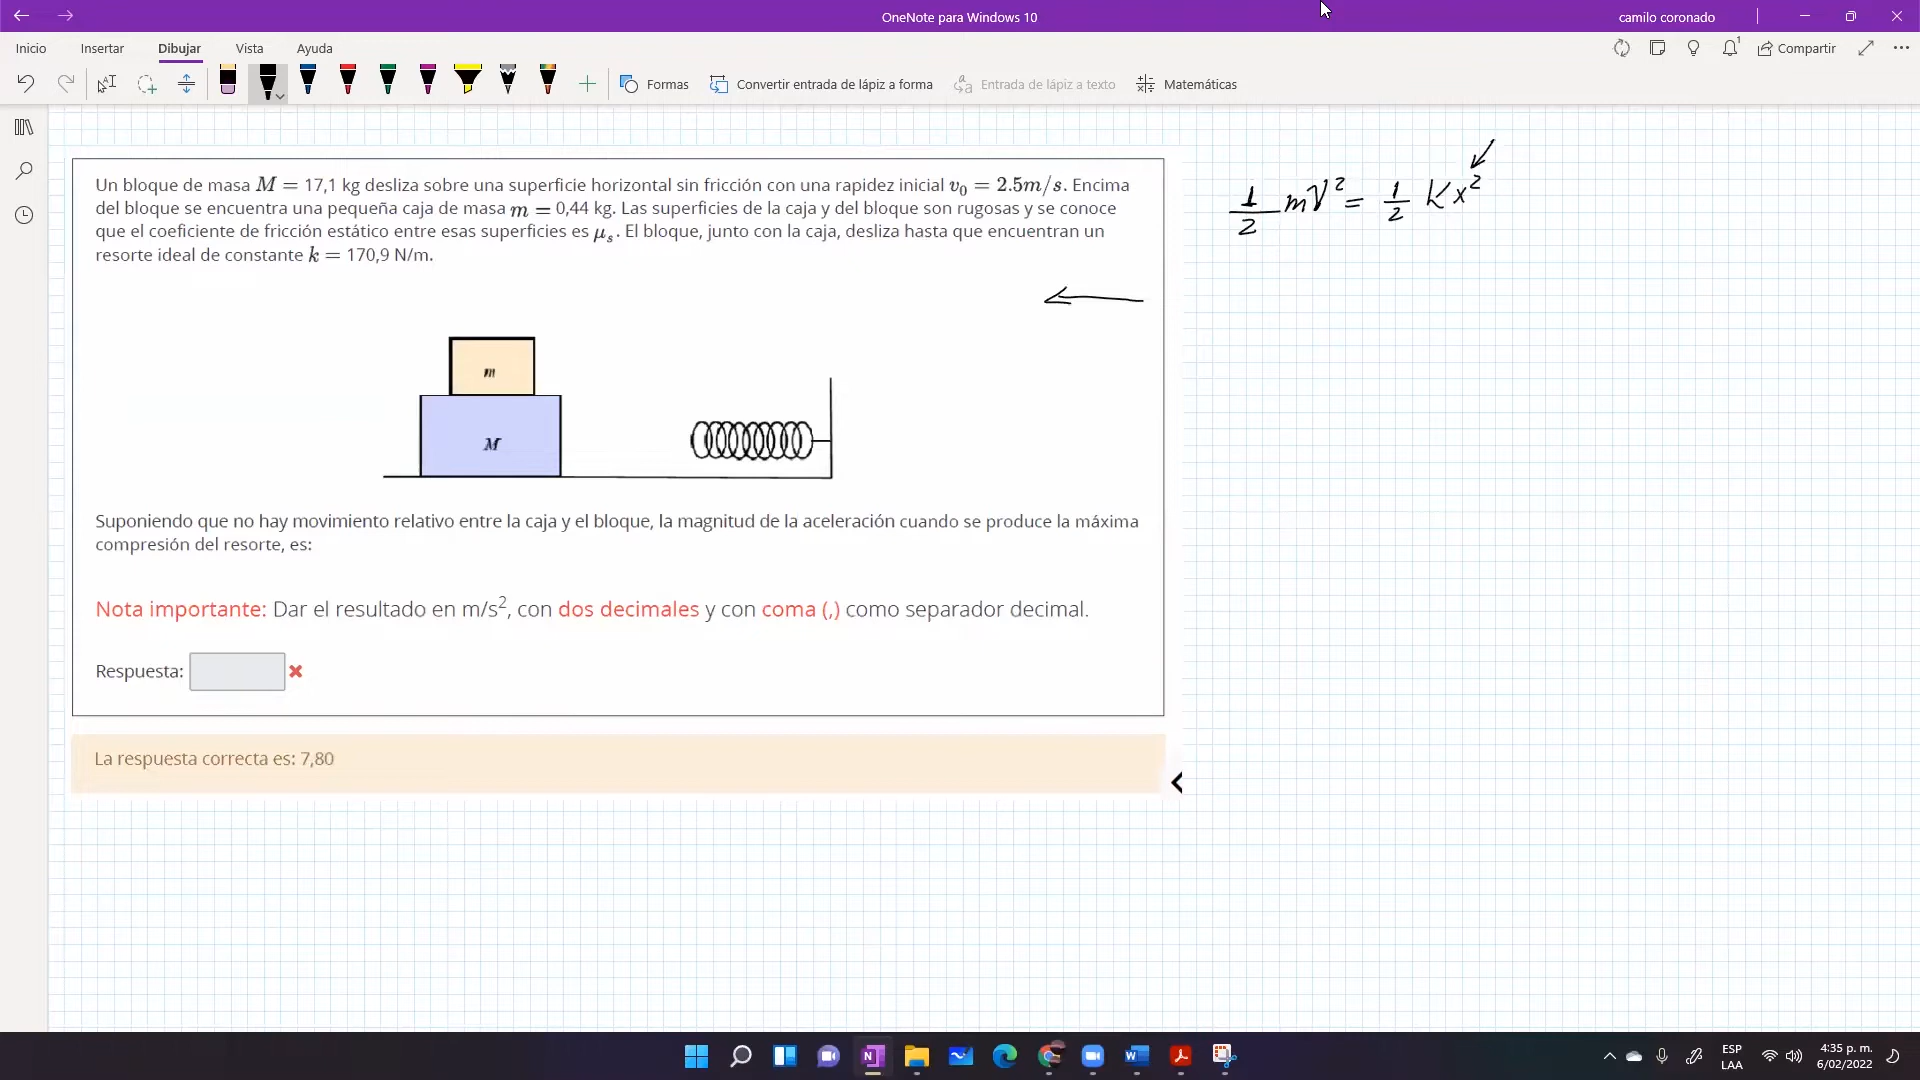 OneNote para Windows 10
camilo coronado
Inicio Insertar Dibujar Vista Ayuda
1
Compartir
Formas Convertir entrada de lápiz a forma Entrada de lápiz a texto Matemáticas
Un bloque de masa M = 17,1 kg desliza sobre una superficie horizontal sin fricción con una rapidez inicial v₀ = 2.5m/s. Encima
del bloque se encuentra una pequeña caja de masa m = 0,44 kg. Las superficies de la caja y del bloque son rugosas y se conoce
que el coeficiente de fricción estático entre esas superficies es μₛ. El bloque, junto con la caja, desliza hasta que encuentran un
resorte ideal de constante k = 170,9 N/m.
1/2 mV² = 1/2 Kx²
m
M
Suponiendo que no hay movimiento relativo entre la caja y el bloque, la magnitud de la aceleración cuando se produce la máxima
compresión del resorte, es:
Nota importante: Dar el resultado en m/s², con dos decimales y con coma (,) como separador decimal.
Respuesta:
La respuesta correcta es: 7,80
ESP
LAA
4:35 p. m.
6/02/2022